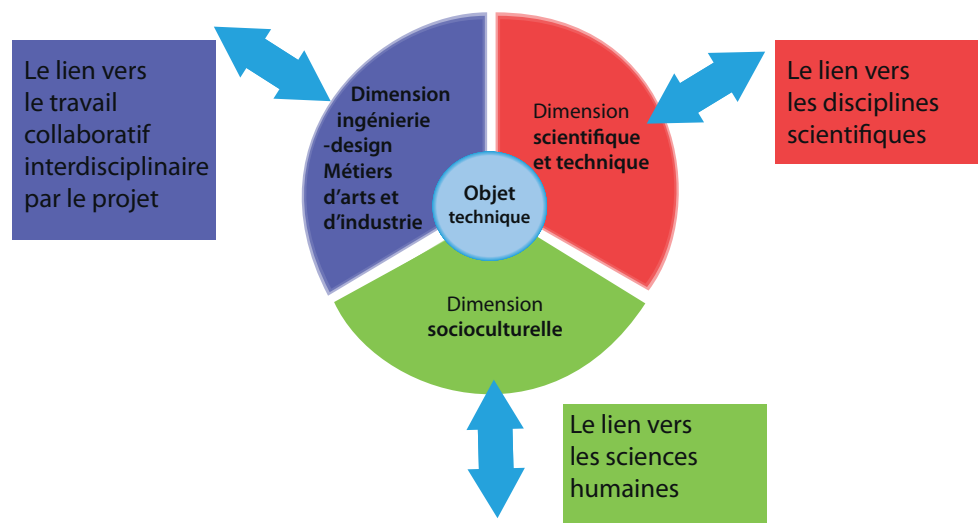 Le lien vers
le travail
collaboratif
interdisciplinaire
par le projet
Dimension
ingénierie
-design
Métiers
d'arts et
d'industrie
Dimension
scientifique
et technique
Le lien vers
les disciplines
scientifiques
Objet
technique
Dimension
socioculturelle
Le lien vers
les sciences
humaines